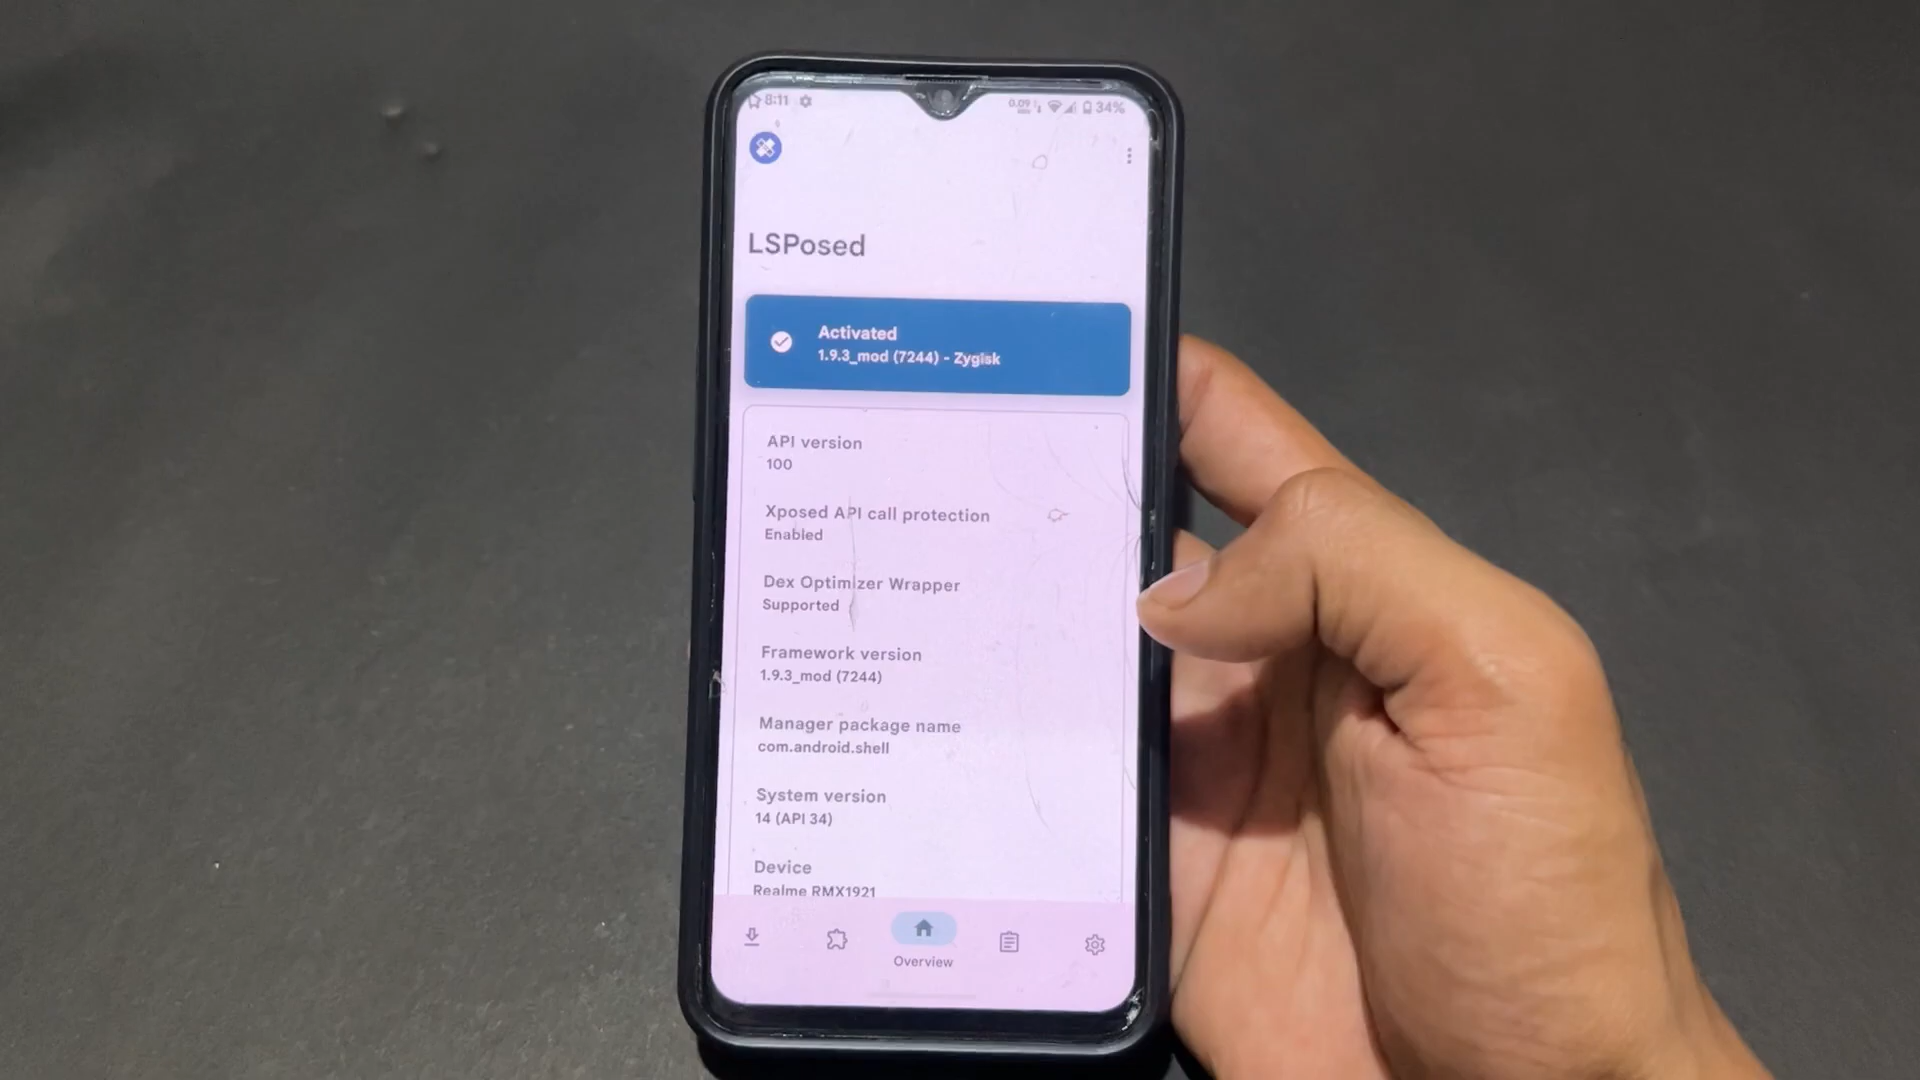 8:11
0.09
34%
LSPosed
Activated
1.9.3_mod (7244) - Zygisk
API version
100
Xposed API call protection
Enabled
Dex Optimizer Wrapper
Supported
Framework version
1.9.3_mod (7244)
Manager package name
com.android.shell
System version
14 (API 34)
Device
Realme RMX1921
Overview